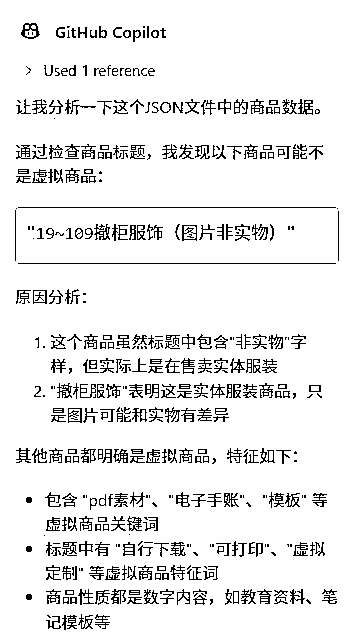 GitHub Copilot
Used 1 reference
让我分析一下这个JSON文件中的商品数据。
通过检查商品标题，我发现以下商品可能不
是虚拟商品：
"19~109撤柜服饰（图片非实物）"
原因分析：
1. 这个商品虽然标题中包含"非实物"字
样，但实际上是在售卖实体服装
2. "撤柜服饰"表明这是实体服装商品，只
是图片可能和实物有差异
其他商品都明确是虚拟商品，特征如下：
• 包含 "pdf素材"、"电子手账"、"模板" 等
虚拟商品关键词
• 标题中有 "自行下载"、"可打印"、"虚拟
定制" 等虚拟商品特征词
• 商品性质都是数字内容，如教育资料、笔
记模板等